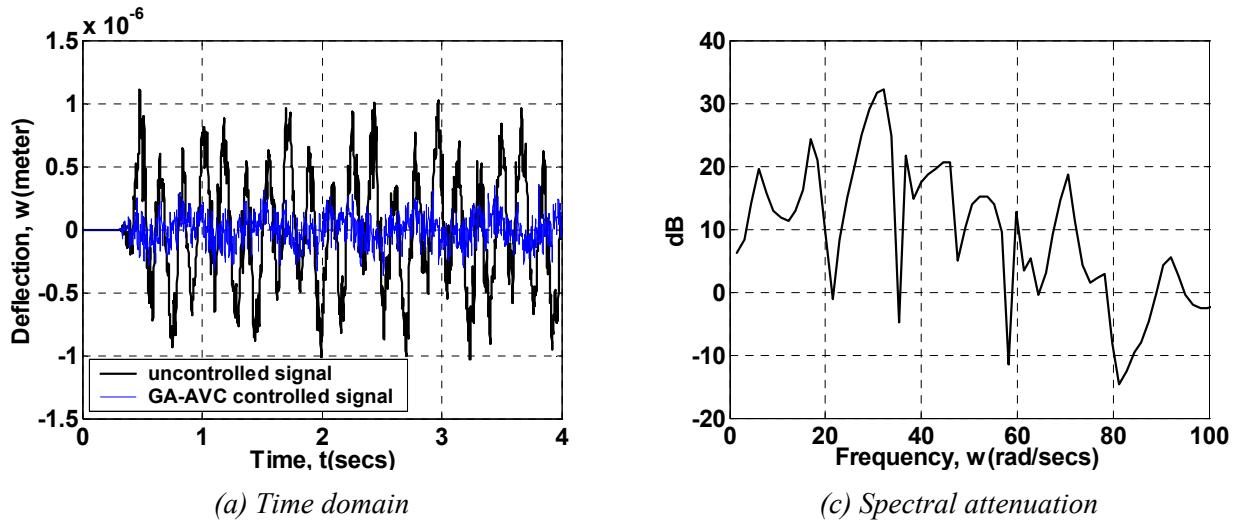 x 10^-6
1.5
1
0.5
0
-0.5
-1
-1.5
Deflection, w(meter)
uncontrolled signal
GA-AVC controlled signal
0 1 2 3 4
Time, t(secs)
(a) Time domain
40
30
20
10
0
-10
-20
dB
0 20 40 60 80 100
Frequency, w(rad/secs)
(c) Spectral attenuation